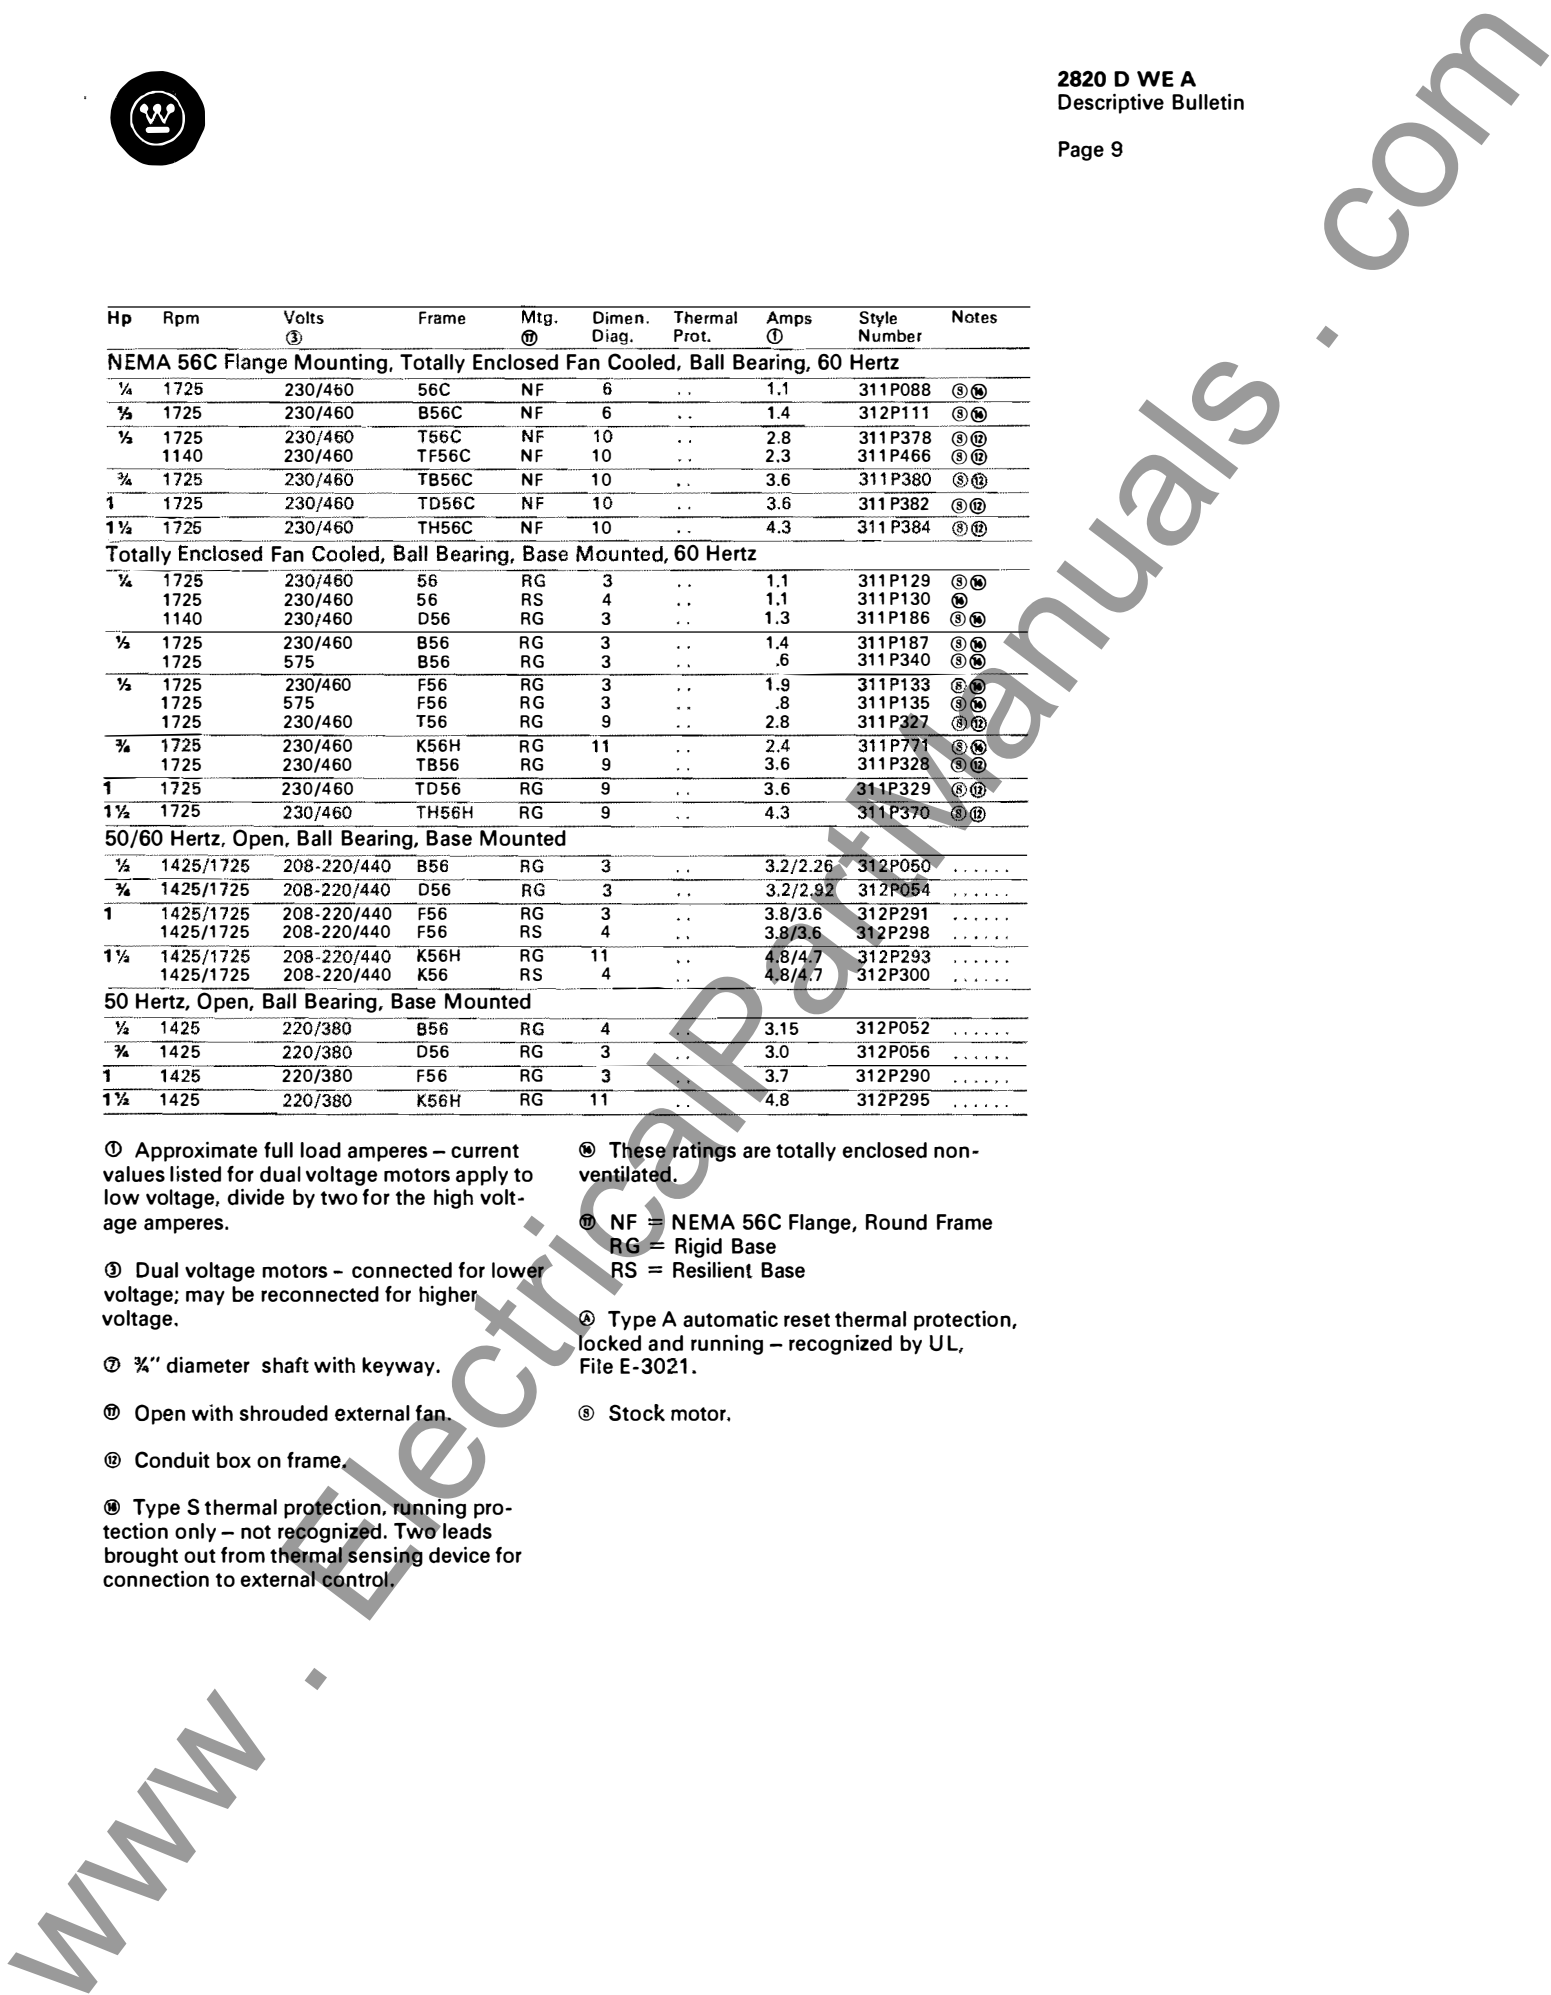 2820 D WE A
Descriptive Bulletin
Page 9
Hp Rpm Volts Frame Mtg. Dimen. Thermal Amps Style Notes
③ ⑰ Diag. Prot. ① Number
NEMA 56C Flange Mounting, Totally Enclosed Fan Cooled, Ball Bearing, 60 Hertz
¼ 1725 230/460 56C NF 6 .. 1.1 311P088 Ⓢ⑯
⅓ 1725 230/460 B56C NF 6 .. 1.4 312P111 Ⓢ⑯
½ 1725 230/460 T56C NF 10 .. 2.8 311P378 Ⓢ⑫
1140 230/460 TF56C NF 10 .. 2.3 311P466 Ⓢ⑫
¾ 1725 230/460 TB56C NF 10 .. 3.6 311P380 Ⓢ⑫
1 1725 230/460 TD56C NF 10 .. 3.6 311P382 Ⓢ⑫
1½ 1725 230/460 TH56C NF 10 .. 4.3 311P384 Ⓢ⑫
Totally Enclosed Fan Cooled, Ball Bearing, Base Mounted, 60 Hertz
¼ 1725 230/460 56 RG 3 .. 1.1 311P129 Ⓢ⑯
1725 230/460 56 RS 4 .. 1.1 311P130 ⑯
1140 230/460 D56 RG 3 .. 1.3 311P186 Ⓢ⑯
⅓ 1725 230/460 B56 RG 3 .. 1.4 311P187 Ⓢ⑯
1725 575 B56 RG 3 .. .6 311P340 Ⓢ⑯
½ 1725 230/460 F56 RG 3 .. 1.9 311P133 Ⓢ⑯
1725 575 F56 RG 3 .. .8 311P135 Ⓢ⑯
1725 230/460 T56 RG 9 .. 2.8 311P327 Ⓢ⑫
¾ 1725 230/460 K56H RG 11 .. 2.4 311P771 Ⓢ⑯
1725 230/460 TB56 RG 9 .. 3.6 311P328 Ⓢ⑫
1 1725 230/460 TD56 RG 9 .. 3.6 311P329 Ⓢ⑫
1½ 1725 230/460 TH56H RG 9 .. 4.3 311P370 Ⓢ⑫
50/60 Hertz, Open, Ball Bearing, Base Mounted
½ 1425/1725 208-220/440 B56 RG 3 .. 3.2/2.26 312P050 ......
¾ 1425/1725 208-220/440 D56 RG 3 .. 3.2/2.92 312P054 ......
1 1425/1725 208-220/440 F56 RG 3 .. 3.8/3.6 312P291 ......
1425/1725 208-220/440 F56 RS 4 .. 3.8/3.6 312P298 ......
1½ 1425/1725 208-220/440 K56H RG 11 .. 4.8/4.7 312P293 ......
1425/1725 208-220/440 K56 RS 4 .. 4.8/4.7 312P300 ......
50 Hertz, Open, Ball Bearing, Base Mounted
½ 1425 220/380 B56 RG 4 .. 3.15 312P052 ......
¾ 1425 220/380 D56 RG 3 .. 3.0 312P056 ......
1 1425 220/380 F56 RG 3 .. 3.7 312P290 ......
1½ 1425 220/380 K56H RG 11 .. 4.8 312P295 ......
① Approximate full load amperes – current
values listed for dual voltage motors apply to
low voltage, divide by two for the high volt-
age amperes.
③ Dual voltage motors – connected for lower
voltage; may be reconnected for higher
voltage.
⑦ ¾" diameter shaft with keyway.
⑪ Open with shrouded external fan.
⑫ Conduit box on frame.
Type S thermal protection, running pro-
tection only – not recognized. Two leads
brought out from thermal sensing device for
connection to external control.
⑯ These ratings are totally enclosed non-
ventilated.
⑰ NF = NEMA 56C Flange, Round Frame
RG = Rigid Base
RS = Resilient Base
Ⓐ Type A automatic reset thermal protection,
locked and running – recognized by UL,
File E-3021.
Ⓢ Stock motor.
www . ElectricalPartManuals . com